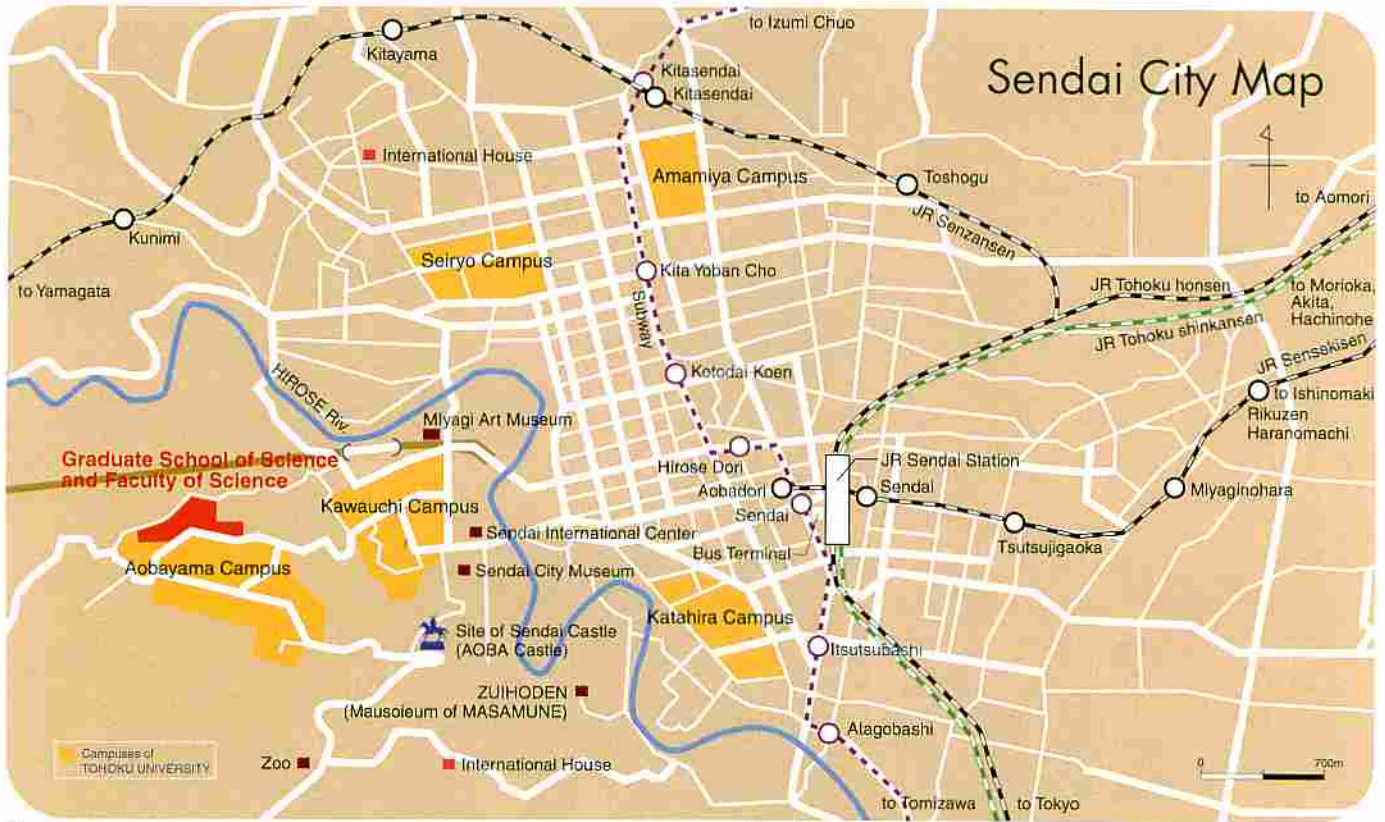 to Izumi Chuo
Sendai City Map
Kitayama
Kitasendai
Kitasendai
International House
Amamiya Campus
Toshogu
to Aomori
JR Senzansen
Kunimi
Seiryo Campus
Kita Yoban Cho
to Yamagata
Subway
JR Tohoku honsen
to Morioka,
Akita,
Hachinohe
JR Tohoku shinkansen
JR Sensekisen
HIROSE Riv.
Kotodai Koen
to Ishinomaki
Rikuzen
Haranomachi
Miyagi Art Museum
Graduate School of Science
and Faculty of Science
Hirose Dori
JR Sendai Station
Aobadori
Sendai
Miyaginohara
Kawauchi Campus
Sendai
Sendai International Center
Bus Terminal
Tsutsujigaoka
Aobayama Campus
Sendai City Museum
Katahira Campus
Site of Sendai Castle
(AOBA Castle)
Itsutsubashi
ZUIHODEN
(Mausoieum of MASAMUNE)
Atagobashi
Campuses of
TOHOKU UNIVERSITY
Zoo
International House
0 700m
to Tomizawa
to Tokyo